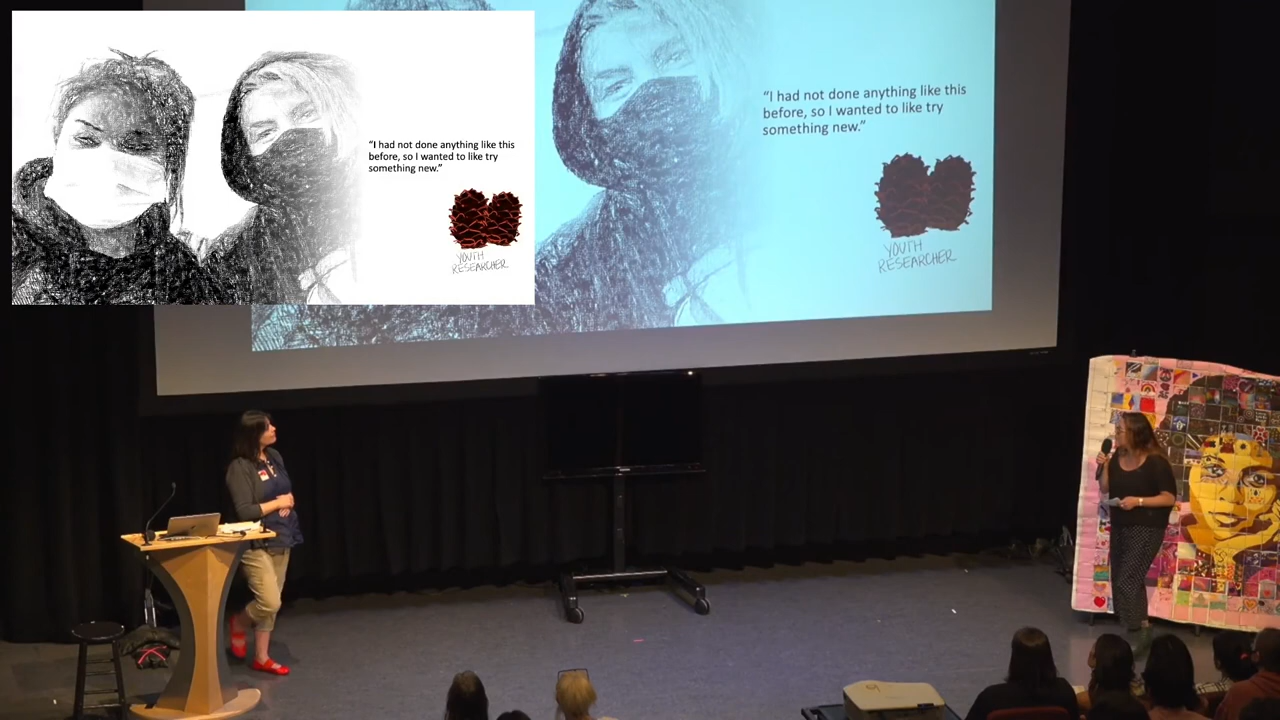 “I had not done anything like this
before, so I wanted to like try
something new.”
YOUTH
RESEARCHER
“I had not done anything like this
before, so I wanted to like try
something new.”
YOUTH
RESEARCHER